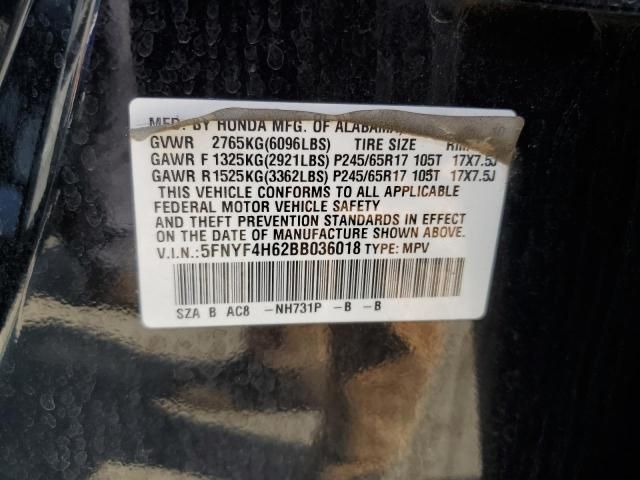 MFD. BY HONDA MFG. OF ALABAMA,
GVWR 2765KG(6096LBS) TIRE SIZE RIM
GAWR F 1325KG(2921LBS) P245/65R17 105T 17X7.5J
GAWR R1525KG(3362LBS) P245/65R17 105T 17X7.5J
THIS VEHICLE CONFORMS TO ALL APPLICABLE
FEDERAL MOTOR VEHICLE SAFETY
AND THEFT PREVENTION STANDARDS IN EFFECT
ON THE DATE OF MANUFACTURE SHOWN ABOVE.
V.I.N.:5FNYF4H62BB036018 TYPE: MPV
SZA B AC8 -NH731P -B -B